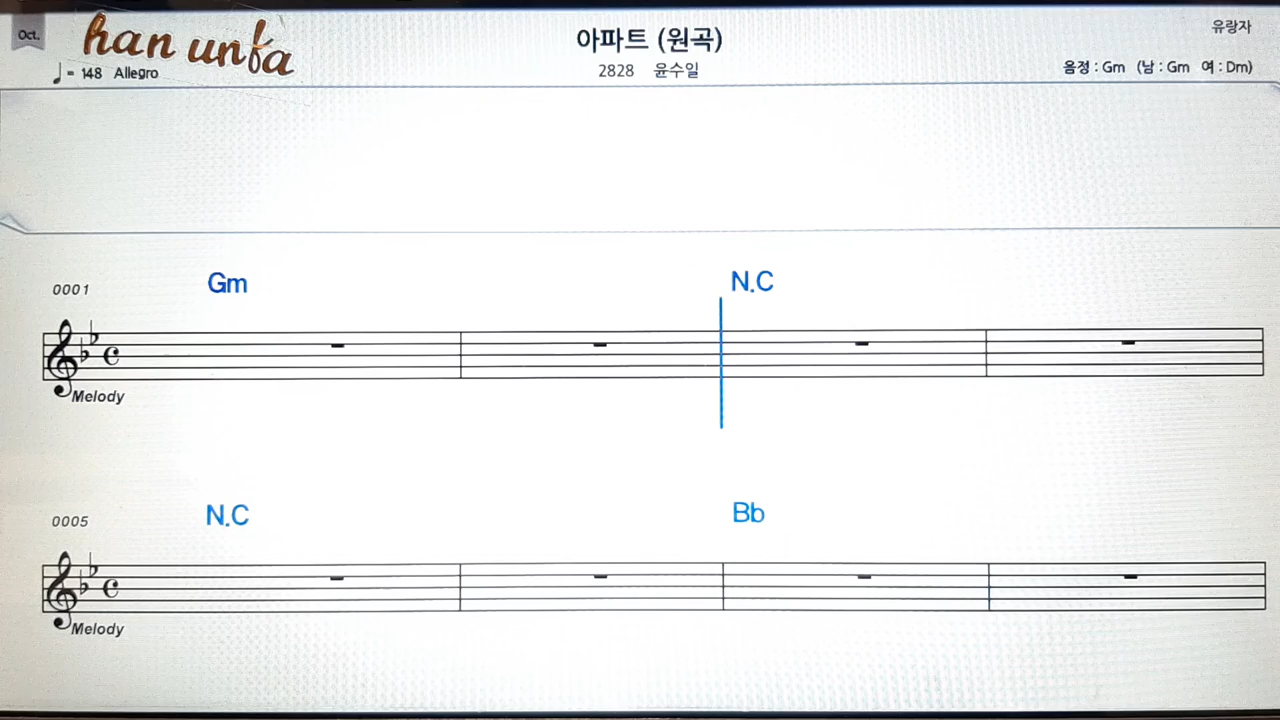 Oct.
han unfa
아파트 (원곡)
유랑자
♩ = 148 Allegro
2828 윤수일
음정 : Gm (남 : Gm 여 : Dm)
0001
Gm
N.C
Melody
0005
N.C
Bb
Melody